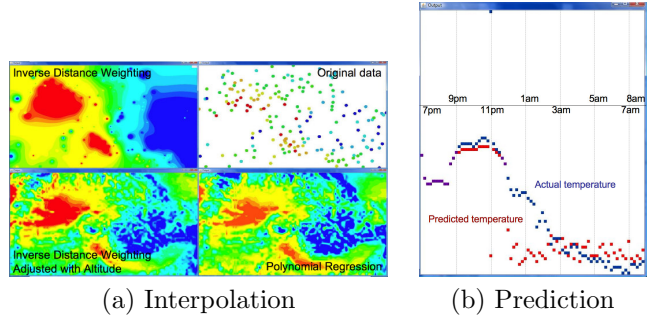 Output
Inverse Distance Weighting
Original data
9pm 1am 5am 8am
7pm 11pm 3am 7am
Actual temperature
Predicted temperature
Inverse Distance Weighting
Adjusted with Altitude
Polynomial Regression
(a) Interpolation
(b) Prediction